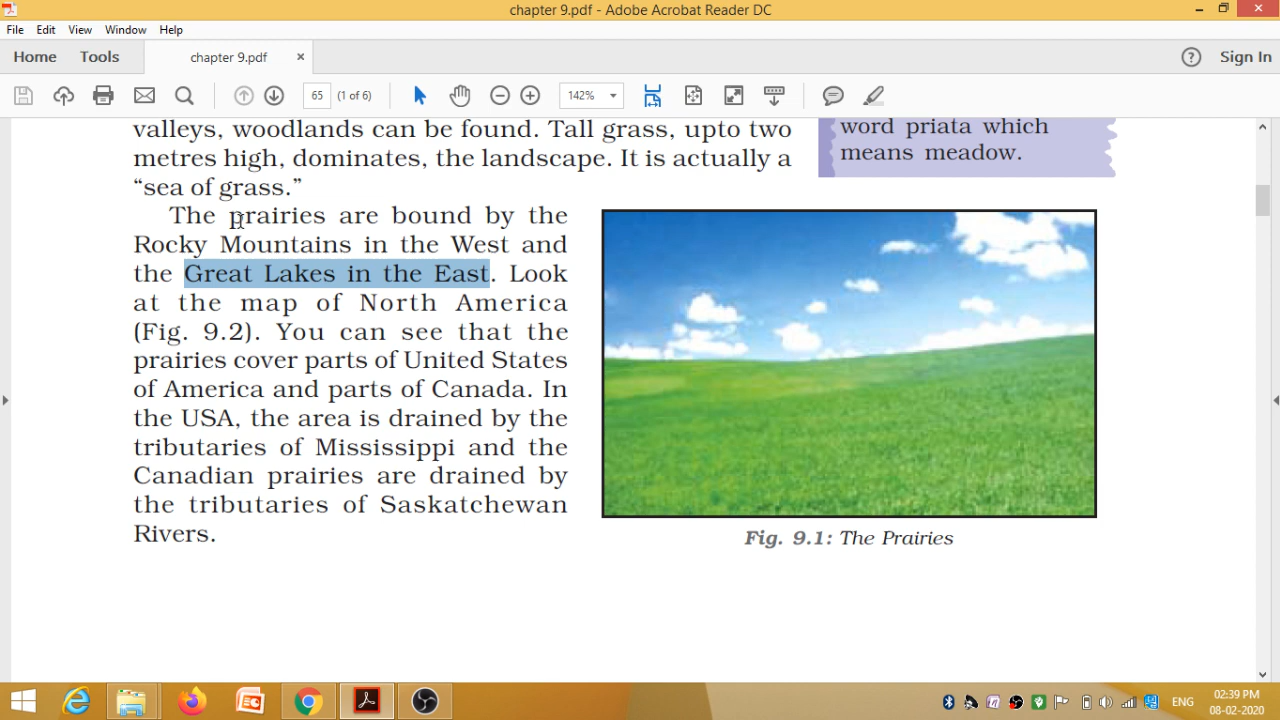 chapter 9.pdf - Adobe Acrobat Reader DC
File Edit View Window Help
Home Tools chapter 9.pdf × Sign In
65 (1 of 6) 142%
valleys, woodlands can be found. Tall grass, upto two
metres high, dominates, the landscape. It is actually a
“sea of grass.”
word priata which
means meadow.
The prairies are bound by the
Rocky Mountains in the West and
the Great Lakes in the East. Look
at the map of North America
(Fig. 9.2). You can see that the
prairies cover parts of United States
of America and parts of Canada. In
the USA, the area is drained by the
tributaries of Mississippi and the
Canadian prairies are drained by
the tributaries of Saskatchewan
Rivers.
Fig. 9.1: The Prairies
ENG
02:39 PM
08-02-2020